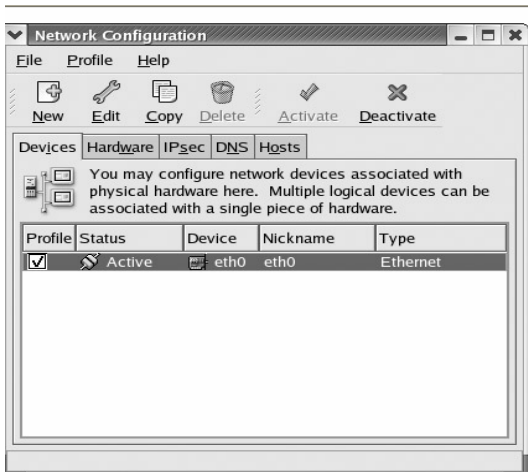 Network Configuration
File Profile Help
New Edit Copy Delete Activate Deactivate
Devices Hardware IPsec DNS Hosts
You may configure network devices associated with
physical hardware here. Multiple logical devices can be
associated with a single piece of hardware.
Profile Status Device Nickname Type
Active eth0 eth0 Ethernet